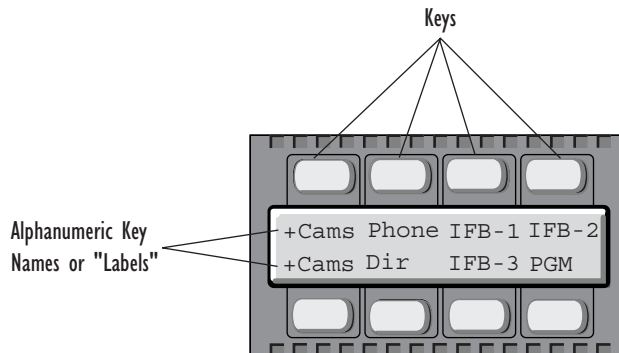 Keys
Alphanumeric Key
Names or "Labels"
+Cams Phone IFB-1 IFB-2
+Cams Dir IFB-3 PGM